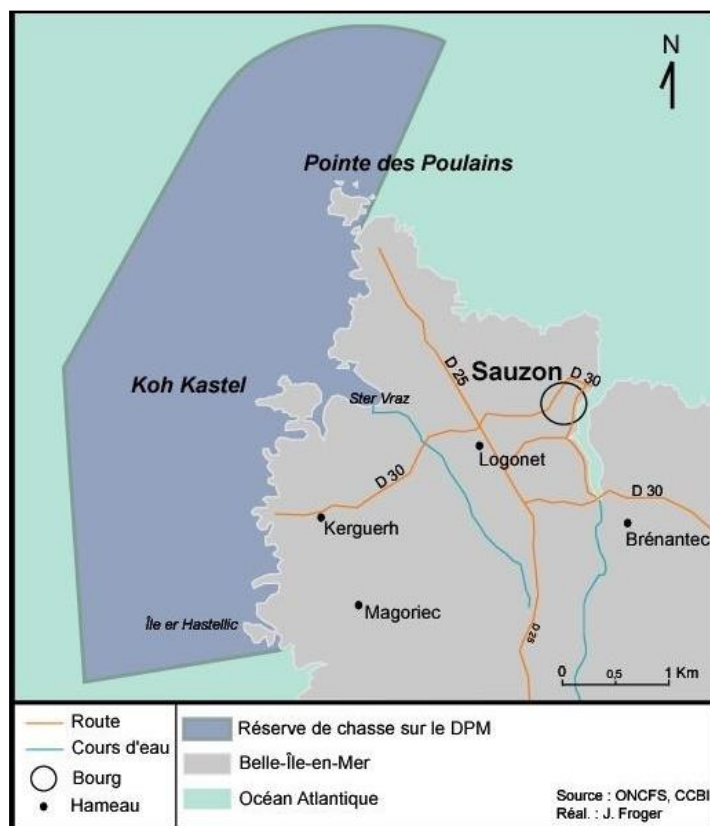 N
Pointe des Poulains
D 25
Sauzon
D 30
Koh Kastel
Ster Vraz
Logonet
D 30
D 30
Kerguerh
Brénantec
Magoriec
Île er Hastellic
D 25
0 0,5 1 Km
Route
Cours d'eau
Bourg
Hameau
Réserve de chasse sur le DPM
Belle-Île-en-Mer
Océan Atlantique
Source : ONCFS, CCBI
Réal. : J. Froger